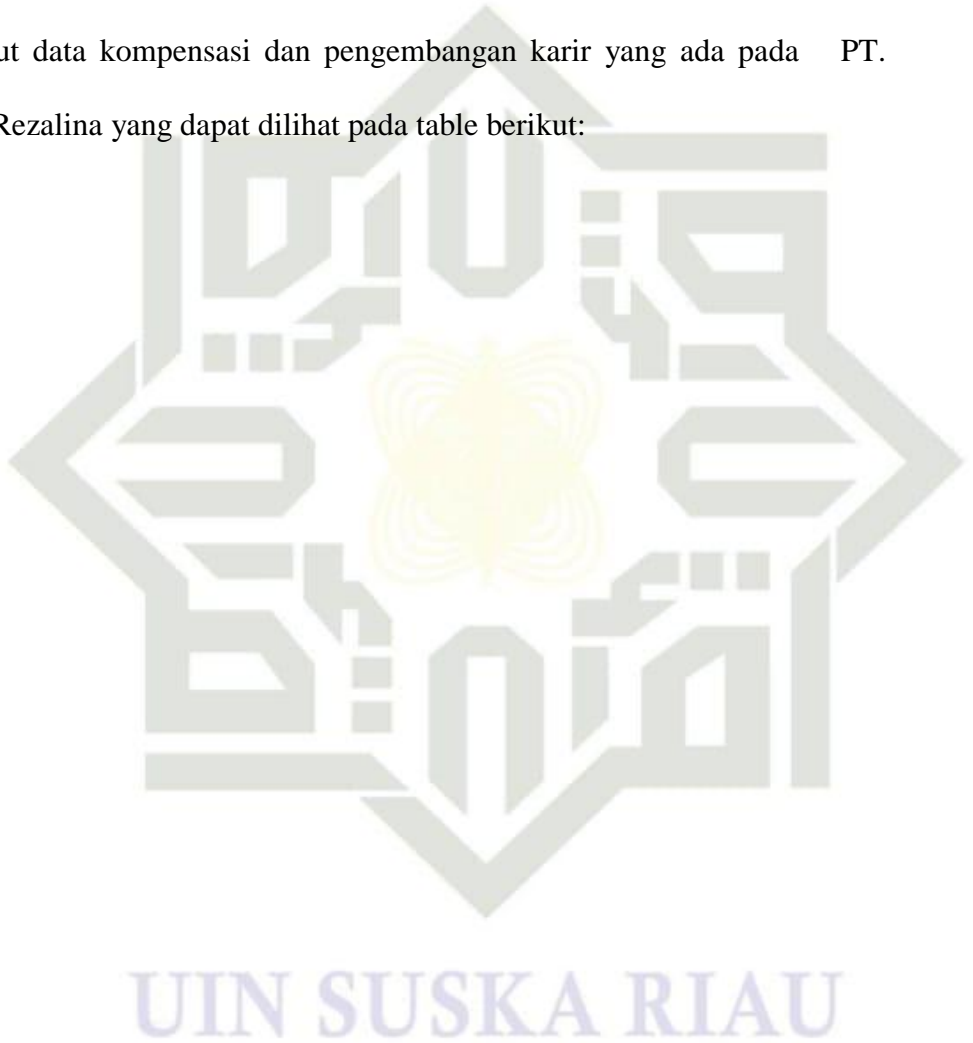 ut data kompensasi dan pengembangan karir yang ada pada PT.
Rezalina yang dapat dilihat pada table berikut:
UIN SUSKA RIAU